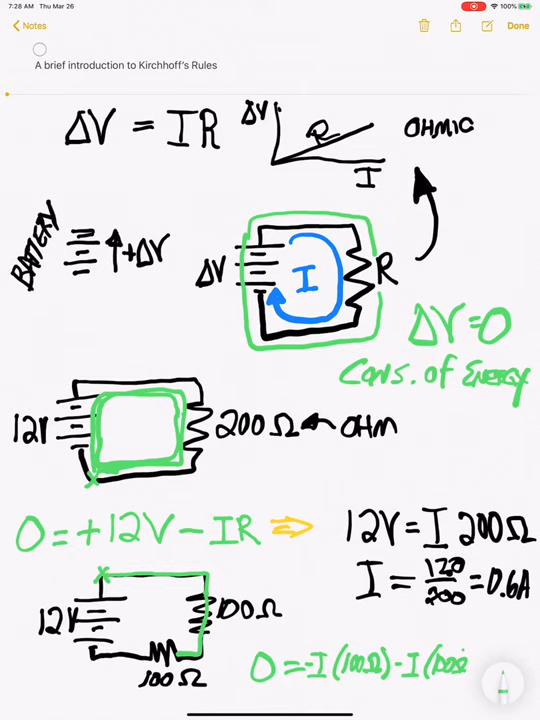 7:28 AM Thu Mar 26
100%
Notes
Done
A brief introduction to Kirchhoff's Rules
ΔV = IR
ΔV
R
I
OHMIC
BATTERY
+ΔV
ΔV
I
R
ΔV=0
Cons. of ENERGY
12V
200Ω
OHM
0=+12V-IR ⇒
12V=I 200Ω
I = 120/200 = 0.6A
12V
100Ω
100Ω
0=-I(100Ω)-I(100Ω